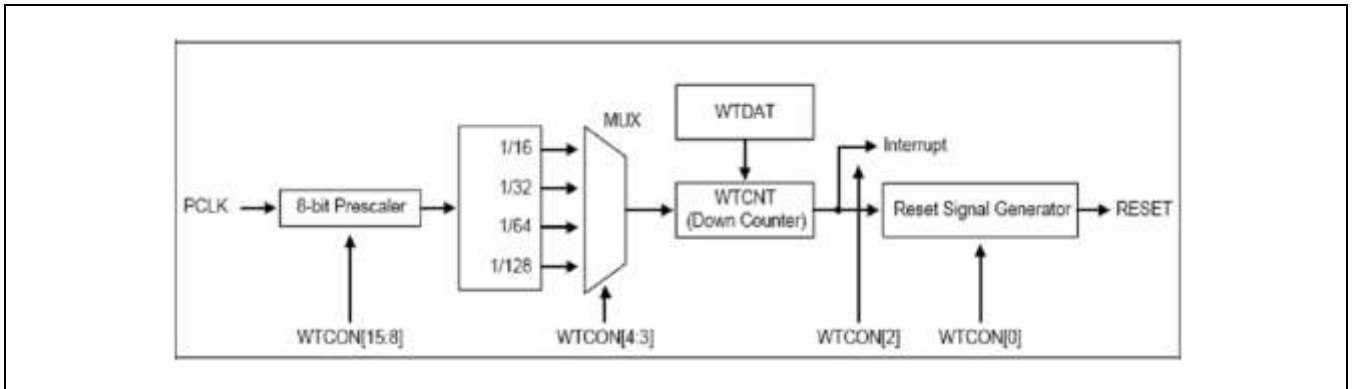 WTDAT
MUX
1/16
Interrupt
1/32
PCLK
8-bit Prescaler
WTCNT
(Down Counter)
Reset Signal Generator
RESET
1/64
1/128
WTCON[15:8]
WTCON[4:3]
WTCON[2]
WTCON[0]